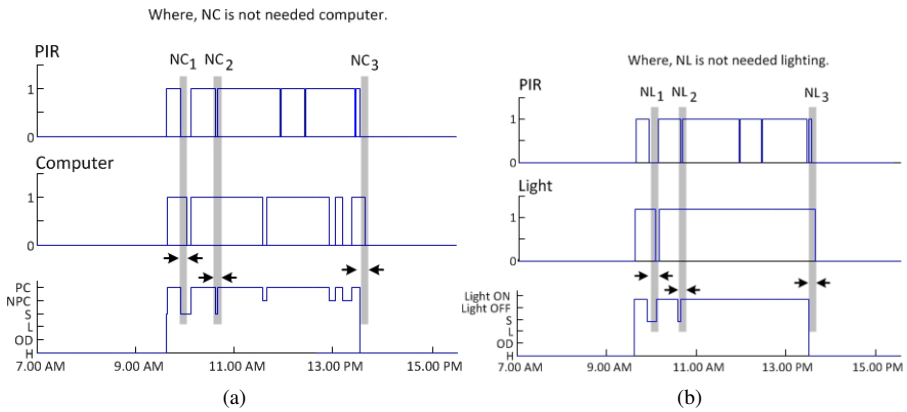 Where, NC is not needed computer.
PIR
NC1 NC2 NC3
1
0
Computer
1
0
PC
NPC
S
L
OD
H
7.00 AM 9.00 AM 11.00 AM 13.00 PM 15.00 PM
(a)
Where, NL is not needed lighting.
PIR
NL1 NL2 NL3
1
0
Light
1
0
Light ON
Light OFF
S
L
OD
H
7.00 AM 9.00 AM 11.00 AM 13.00 PM 15.00 PM
(b)